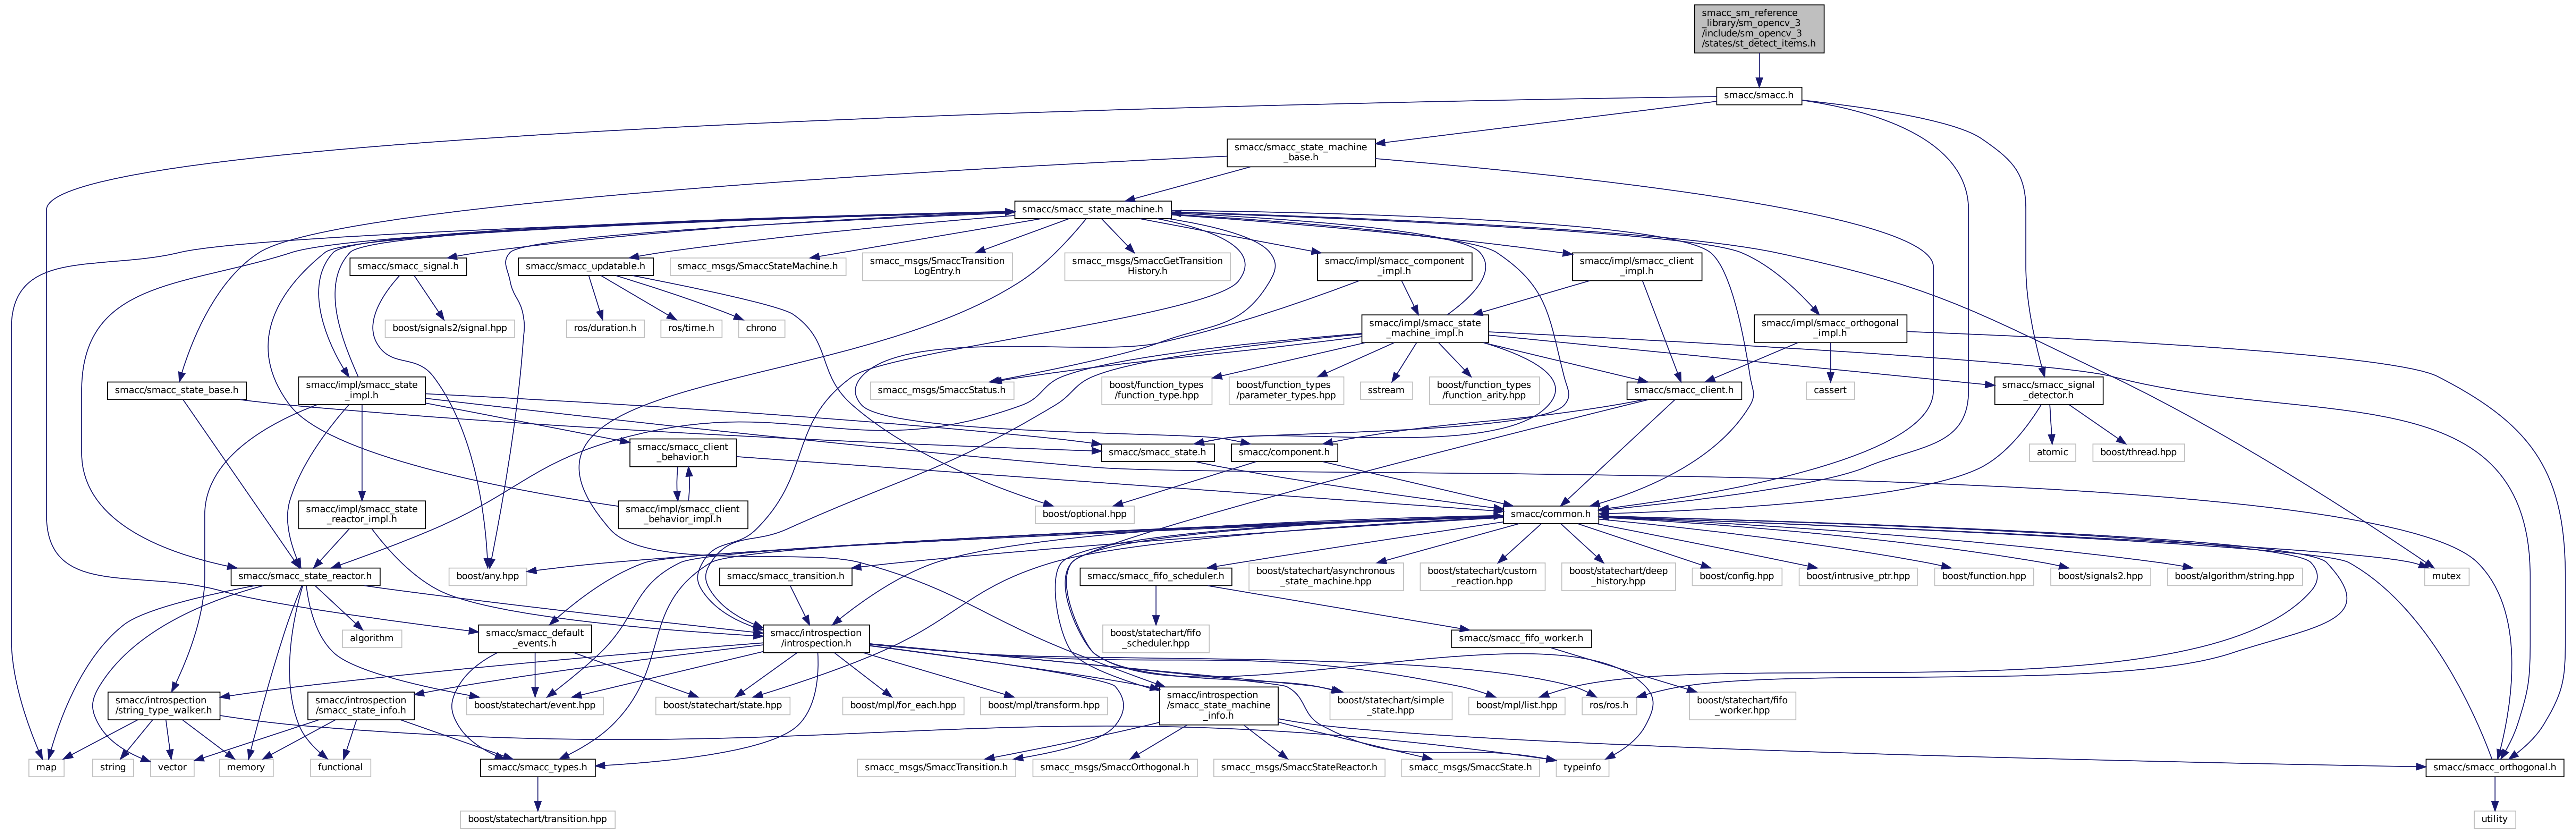 smacc_sm_reference
_library/sm_opencv_3
/include/sm_opencv_3
/states/st_detect_items.h
smacc/smacc.h
smacc/smacc_state_machine
_base.h
smacc/smacc_state_machine.h
smacc/smacc_signal.h
smacc/smacc_updatable.h
smacc_msgs/SmaccStateMachine.h
smacc_msgs/SmaccTransition
LogEntry.h
smacc_msgs/SmaccGetTransition
History.h
smacc/impl/smacc_component
_impl.h
smacc/impl/smacc_client
_impl.h
boost/signals2/signal.hpp
ros/duration.h
ros/time.h
chrono
smacc/impl/smacc_state
_machine_impl.h
smacc/impl/smacc_orthogonal
_impl.h
smacc/smacc_state_base.h
smacc/impl/smacc_state
_impl.h
smacc_msgs/SmaccStatus.h
boost/function_types
/function_type.hpp
boost/function_types
/parameter_types.hpp
sstream
boost/function_types
/function_arity.hpp
smacc/smacc_client.h
cassert
smacc/smacc_signal
_detector.h
smacc/smacc_client
_behavior.h
smacc/smacc_state.h
smacc/component.h
atomic
boost/thread.hpp
smacc/impl/smacc_state
_reactor_impl.h
smacc/impl/smacc_client
_behavior_impl.h
boost/optional.hpp
smacc/common.h
smacc/smacc_state_reactor.h
boost/any.hpp
smacc/smacc_transition.h
smacc/smacc_fifo_scheduler.h
boost/statechart/asynchronous
_state_machine.hpp
boost/statechart/custom
_reaction.hpp
boost/statechart/deep
_history.hpp
boost/config.hpp
boost/intrusive_ptr.hpp
boost/function.hpp
boost/signals2.hpp
boost/algorithm/string.hpp
mutex
algorithm
smacc/smacc_default
_events.h
smacc/introspection
/introspection.h
boost/statechart/fifo
_scheduler.hpp
smacc/smacc_fifo_worker.h
smacc/introspection
/string_type_walker.h
smacc/introspection
/smacc_state_info.h
boost/statechart/event.hpp
boost/statechart/state.hpp
boost/mpl/for_each.hpp
boost/mpl/transform.hpp
smacc/introspection
/smacc_state_machine
_info.h
boost/statechart/simple
_state.hpp
boost/mpl/list.hpp
ros/ros.h
boost/statechart/fifo
_worker.hpp
map
string
vector
memory
functional
smacc/smacc_types.h
smacc_msgs/SmaccTransition.h
smacc_msgs/SmaccOrthogonal.h
smacc_msgs/SmaccStateReactor.h
smacc_msgs/SmaccState.h
typeinfo
smacc/smacc_orthogonal.h
boost/statechart/transition.hpp
utility